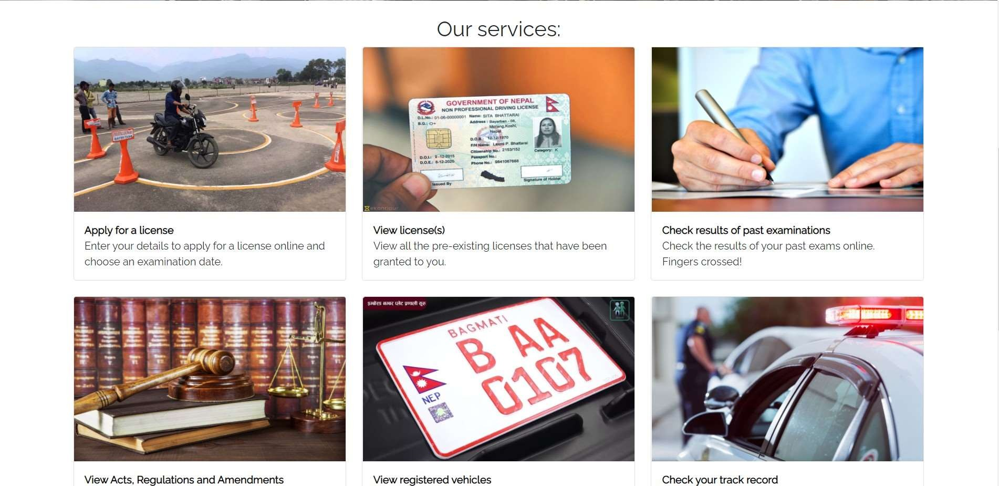 Our services:
Hillcake
WATER TANK
GOVERNMENT OF NEPAL
NON PROFESSIONAL DRIVING LICENSE
D.L.No.: 01-06-00000001 Name: SITA BHATTARAI
B.G.: O+
Address : Bayarban - 08,
Morang,Koshi,
Nepal
D.O.B.: 12-12-1970
F/H Name: Laxmi P. Bhattarai
Citizenship No.: 2153/152
Category: K
D.O.I.: 9-12-2015
Passport No.:
D.O.E.: 8-12-2020
Phone No.: 9841067688
Issued By
Signature of Holder
ekantipur
Apply for a license
Enter your details to apply for a license online and
choose an examination date.
View license(s)
View all the pre-existing licenses that have been
granted to you.
Check results of past examinations
Check the results of your past exams online.
Fingers crossed!
इम्बोस्ड नम्बर प्लेट प्रणाली सुरु
BAGMATI
B AA
0107
NEP
View Acts, Regulations and Amendments
View registered vehicles
Check your track record